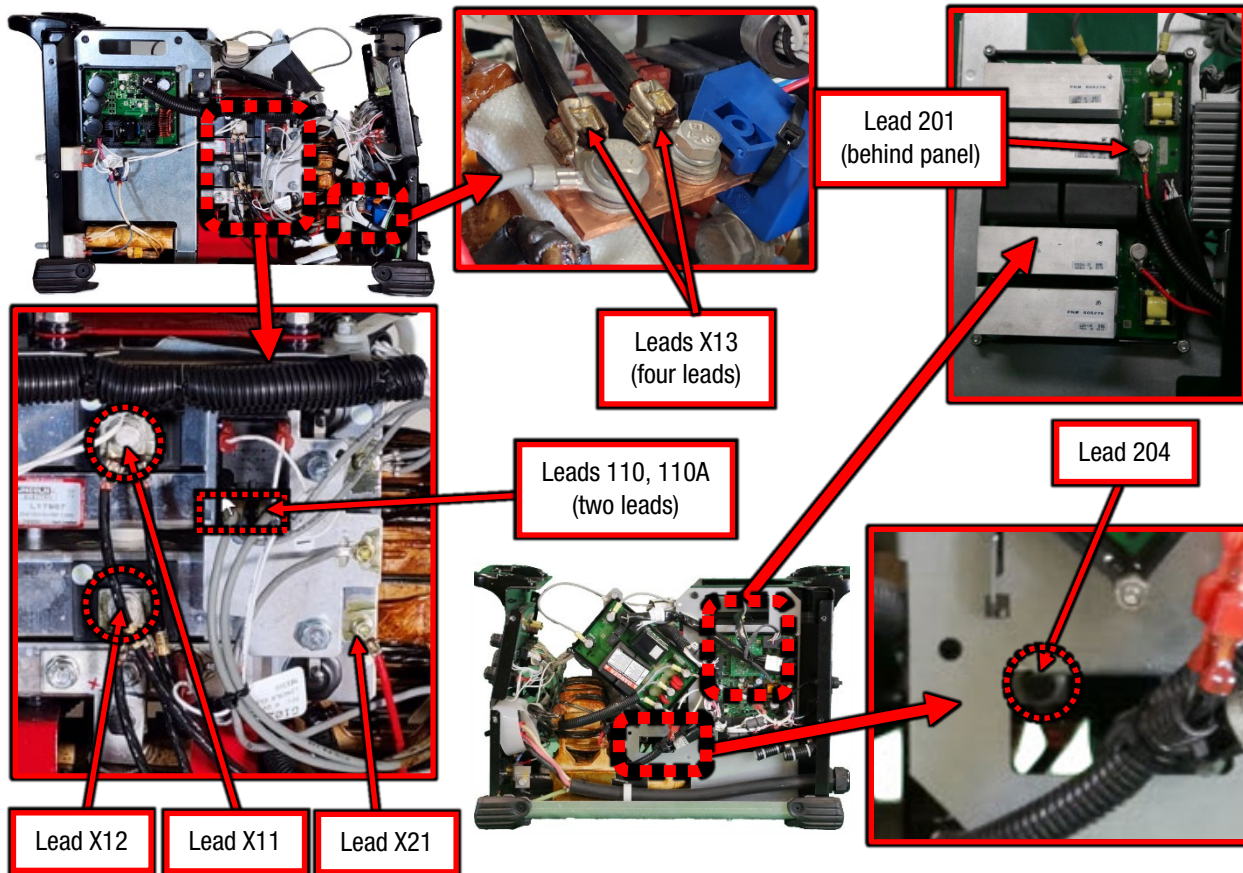 Lead 201
(behind panel)
Leads X13
(four leads)
Leads 110, 110A
(two leads)
Lead 204
Lead X12
Lead X11
Lead X21